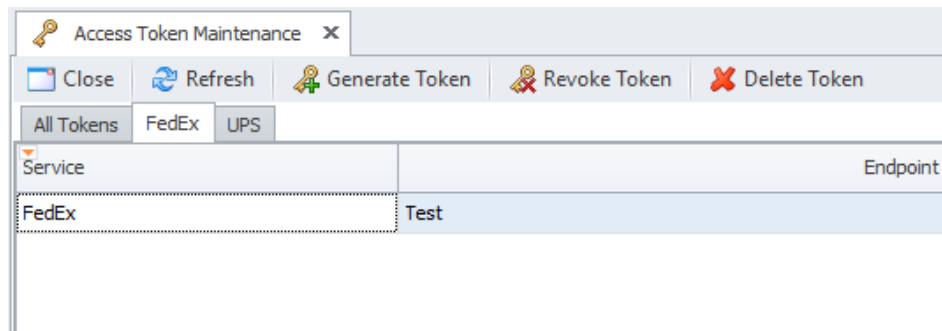 Access Token Maintenance
Close Refresh Generate Token Revoke Token Delete Token
All Tokens FedEx UPS
Service Endpoint
FedEx Test